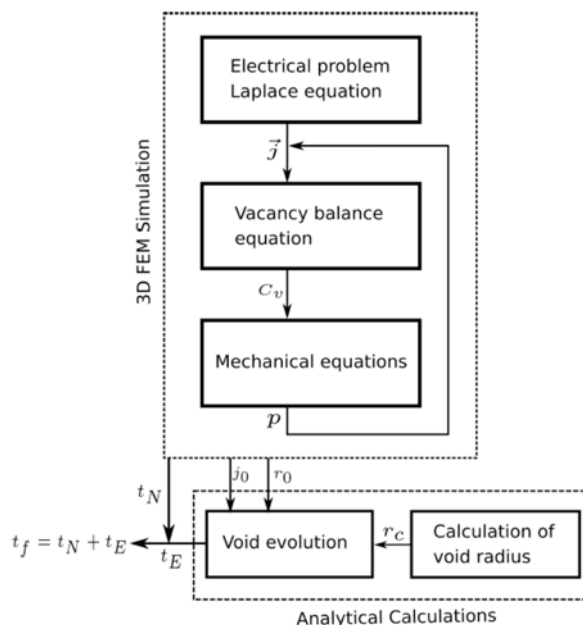 Electrical problem
Laplace equation
$\vec{j}$
3D FEM Simulation
Vacancy balance
equation
$C_v$
Mechanical equations
$p$
$t_N$
$j_0$
$r_0$
$t_f = t_N + t_E$
$t_E$
Void evolution
$r_c$
Calculation of
void radius
Analytical Calculations